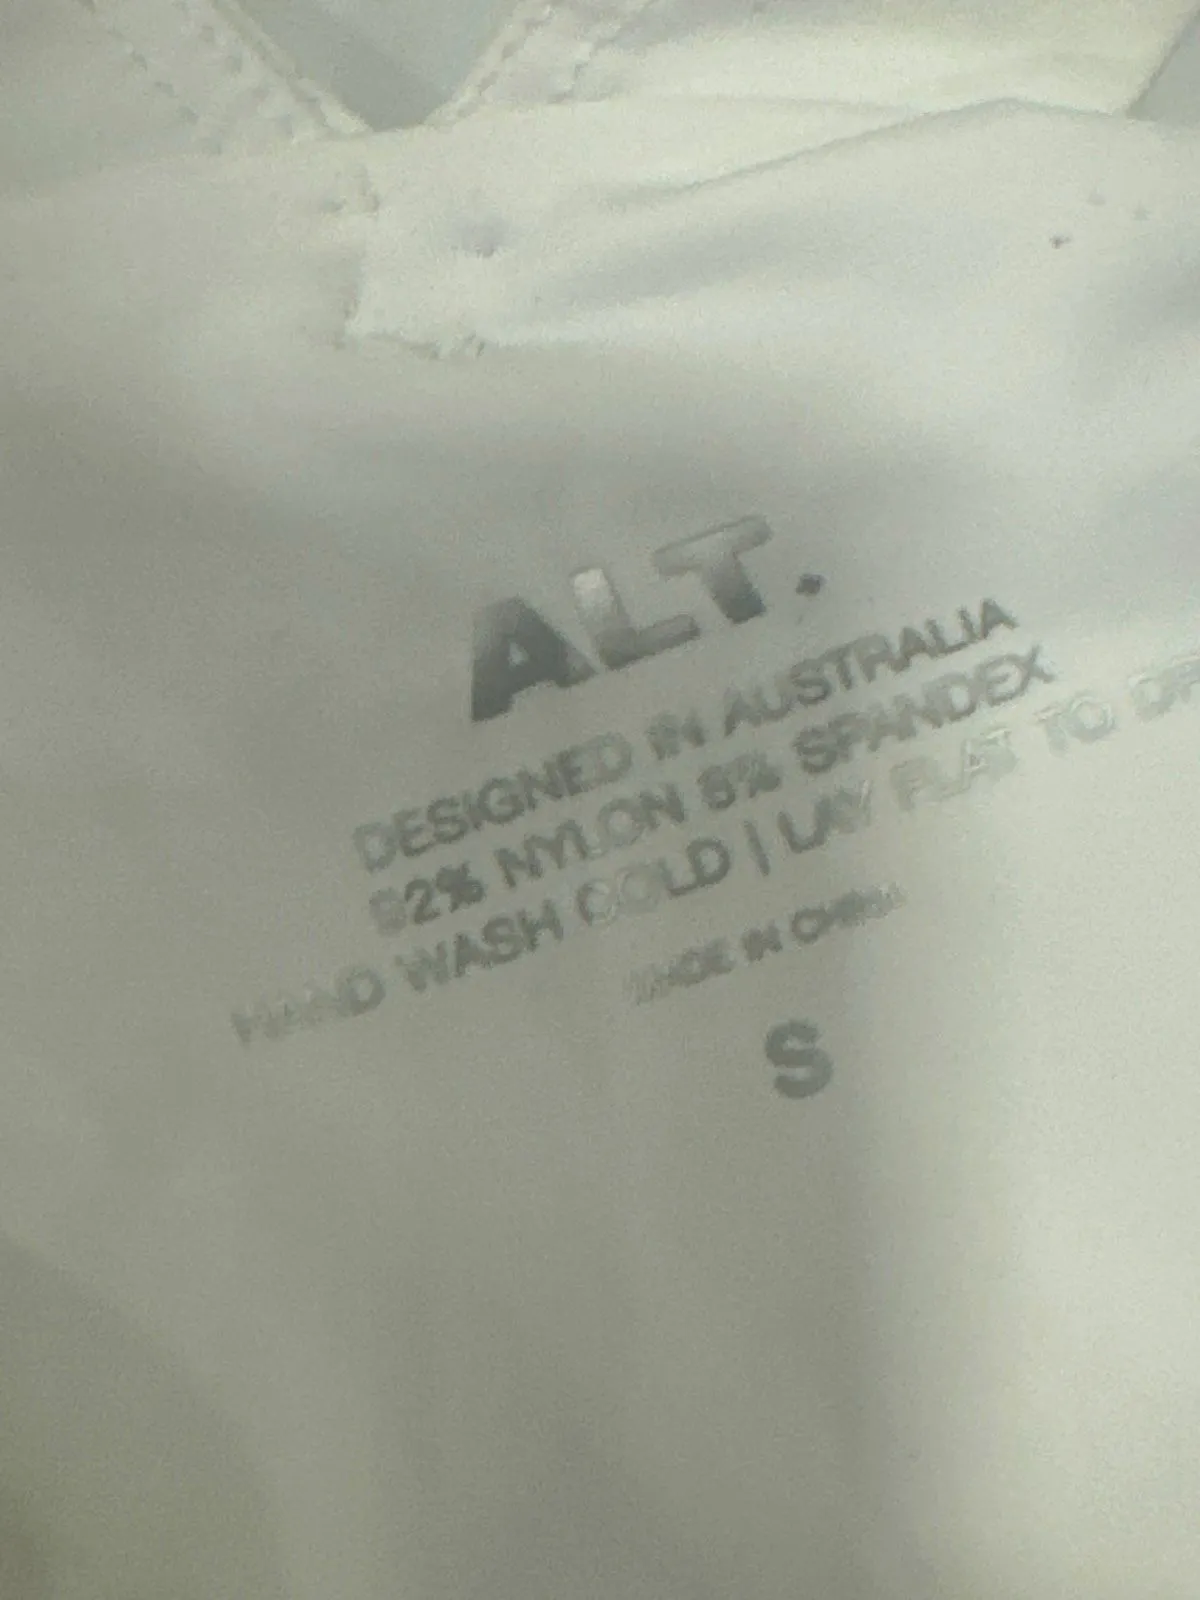 ALT.
DESIGNED IN AUSTRALIA
92% NYLON 8% SPANDEX
HAND WASH COLD | LAY FLAT TO
MADE IN CHINA
S